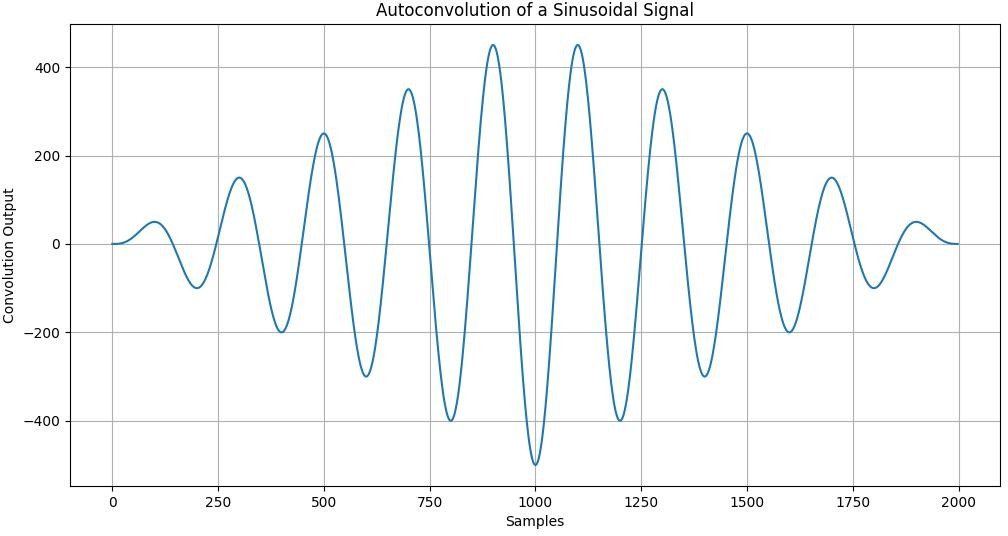 Autoconvolution of a Sinusoidal Signal
Convolution Output
400
200
0
−200
−400
0 250 500 750 1000 1250 1500 1750 2000
Samples